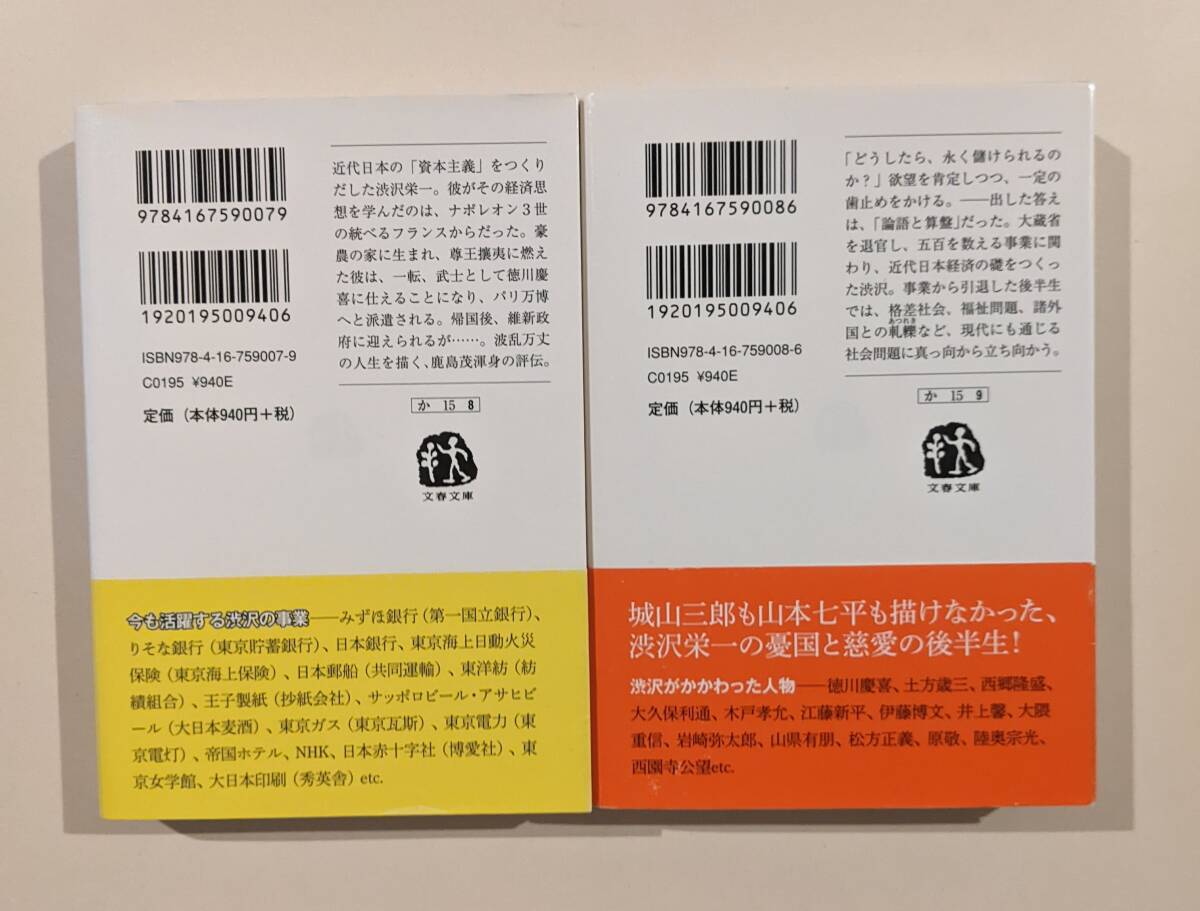 9784167590079
1920195009406
ISBN978-4-16-759007-9
C0195 ¥940E
定価（本体940円＋税）
近代日本の「資本主義」をつくり
だした渋沢栄一。彼がその経済思
想を学んだのは、ナポレオン３世
の統べるフランスからだった。豪
農の家に生まれ、尊王攘夷に燃え
た彼は、一転、武士として徳川慶
喜に仕えることになり、パリ万博
へと派遣される。帰国後、維新政
府に迎えられるが……。波乱万丈
の人生を描く、鹿島茂渾身の評伝。
か 15 8
文春文庫
今も活躍する渋沢の事業──みずほ銀行（第一国立銀行）、
りそな銀行（東京貯蓄銀行）、日本銀行、東京海上日動火災
保険（東京海上保険）、日本郵船（共同運輸）、東洋紡（紡
績組合）、王子製紙（抄紙会社）、サッポロビール・アサヒビ
ール（大日本麦酒）、東京ガス（東京瓦斯）、東京電力（東
京電灯）、帝国ホテル、NHK、日本赤十字社（博愛社）、東
京女学館、大日本印刷（秀英舎）etc.
9784167590086
1920195009406
ISBN978-4-16-759008-6
C0195 ¥940E
定価（本体940円＋税）
「どうしたら、永く儲けられるの
か？」欲望を肯定しつつ、一定の
歯止めをかける。──出した答え
は、「論語と算盤」だった。大蔵省
を退官し、五百を数える事業に関
わり、近代日本経済の礎をつくっ
た渋沢。事業から引退した後半生
では、格差社会、福祉問題、諸外
あつれき
国との軋轢など、現代にも通じる
社会問題に真っ向から立ち向かう。
か 15 9
文春文庫
城山三郎も山本七平も描けなかった、
渋沢栄一の憂国と慈愛の後半生！
渋沢がかかわった人物──徳川慶喜、土方歳三、西郷隆盛、
大久保利通、木戸孝允、江藤新平、伊藤博文、井上馨、大隈
重信、岩崎弥太郎、山県有朋、松方正義、原敬、陸奥宗光、
西園寺公望etc.